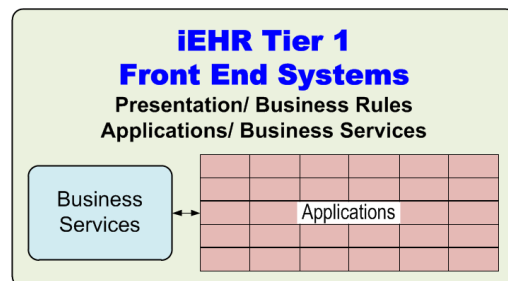 iEHR Tier 1
Front End Systems
Presentation/ Business Rules
Applications/ Business Services
Business
Services
Applications